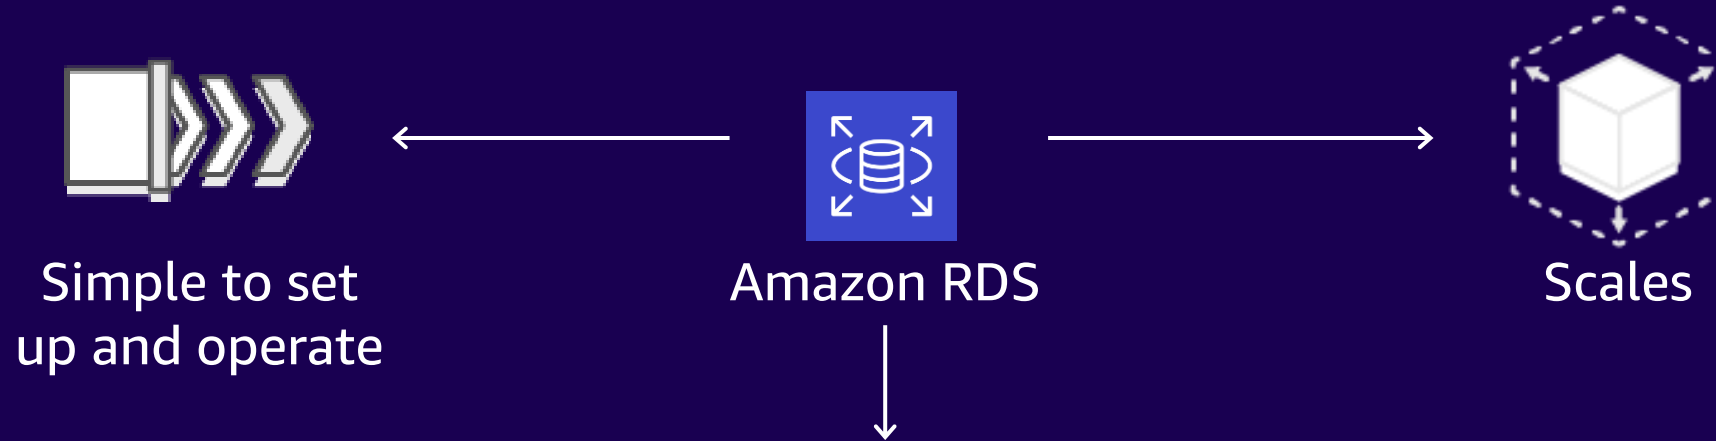 Simple to set
up and operate
Amazon RDS
Scales